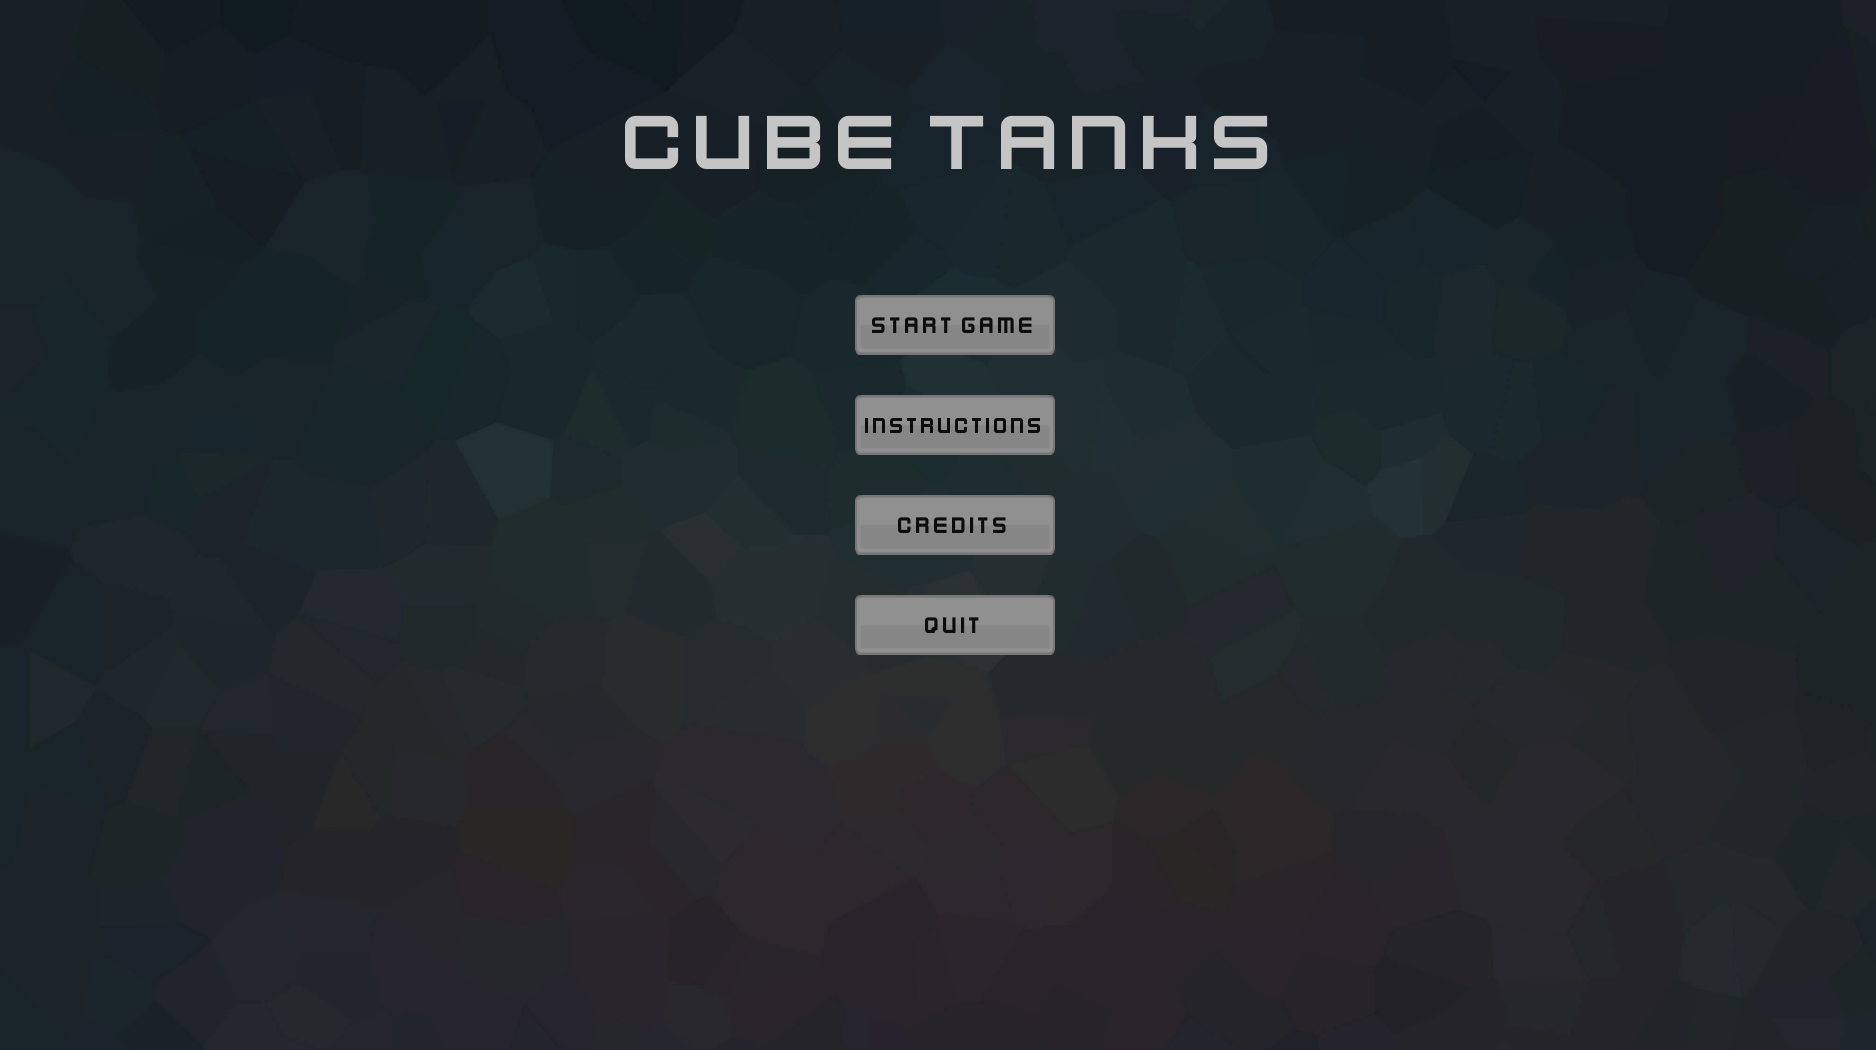 CUBE TANKS
START GAME
INSTRUCTIONS
CREDITS
QUIT